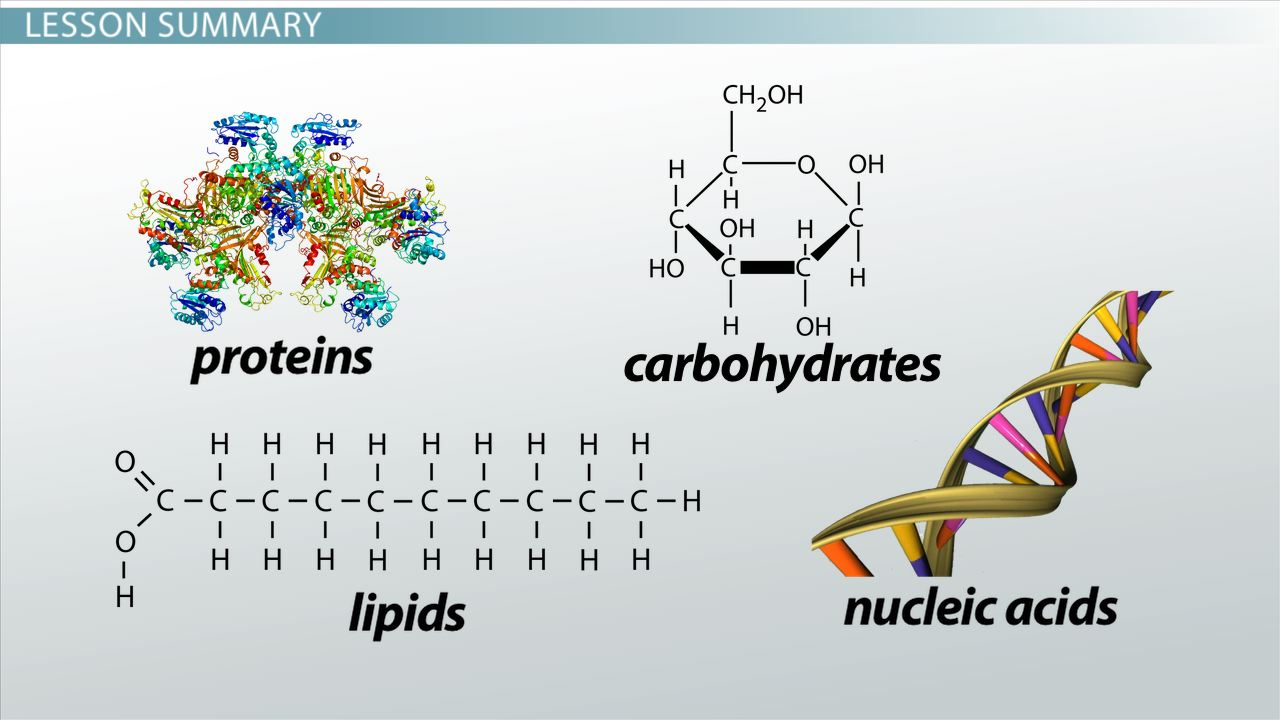 LESSON SUMMARY
CH2OH
H C O OH
H
C OH H C
HO C C H
H OH
proteins
carbohydrates
H H H H H H H H H
O
C – C – C – C – C – C – C – C – C – C – H
O
H H H H H H H H H
H
lipids
nucleic acids